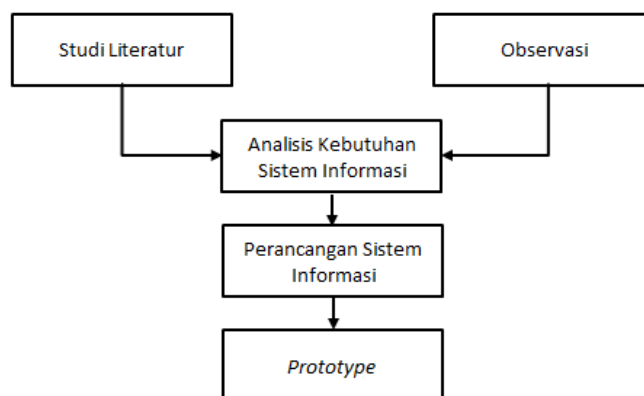 Studi Literatur
Observasi
Analisis Kebutuhan
Sistem Informasi
Perancangan Sistem
Informasi
Prototype